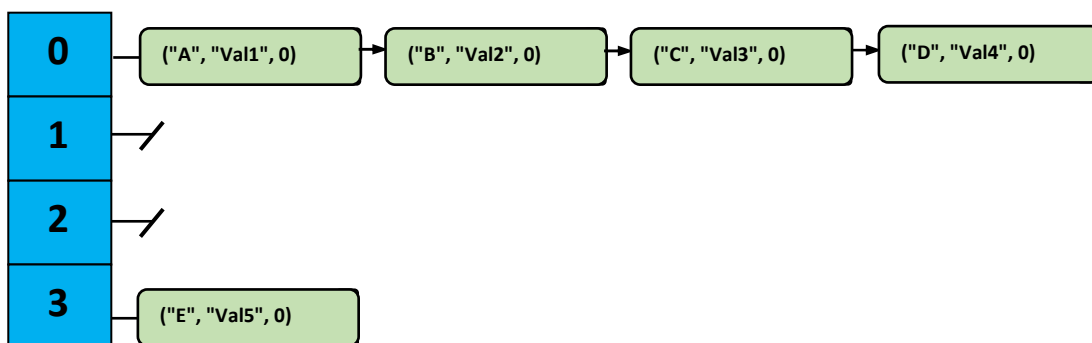 0 ("A", "Val1", 0) ("B", "Val2", 0) ("C", "Val3", 0) ("D", "Val4", 0)
1
2
3 ("E", "Val5", 0)